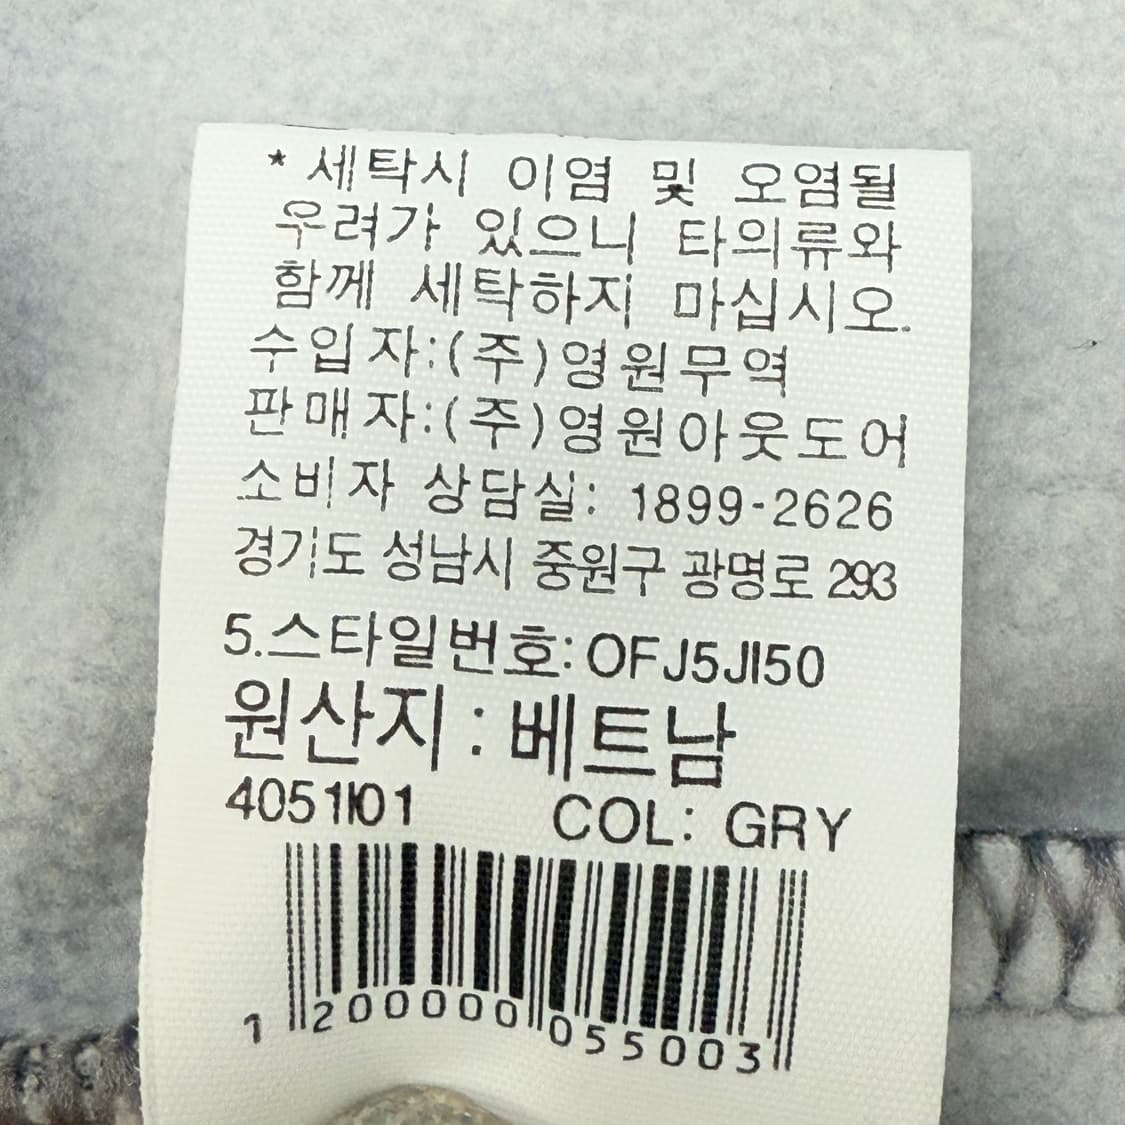 * 세탁시 이염 및 오염될
우려가 있으니 타의류와
함께 세탁하지 마십시오.
수입자:(주)영원무역
판매자:(주)영원아웃도어
소비자 상담실: 1899-2626
경기도 성남시 중원구 광명로 293
5.스타일번호:OFJ5JI50
원산지 : 베트남
4051I01 COL: GRY
1 200000 055003